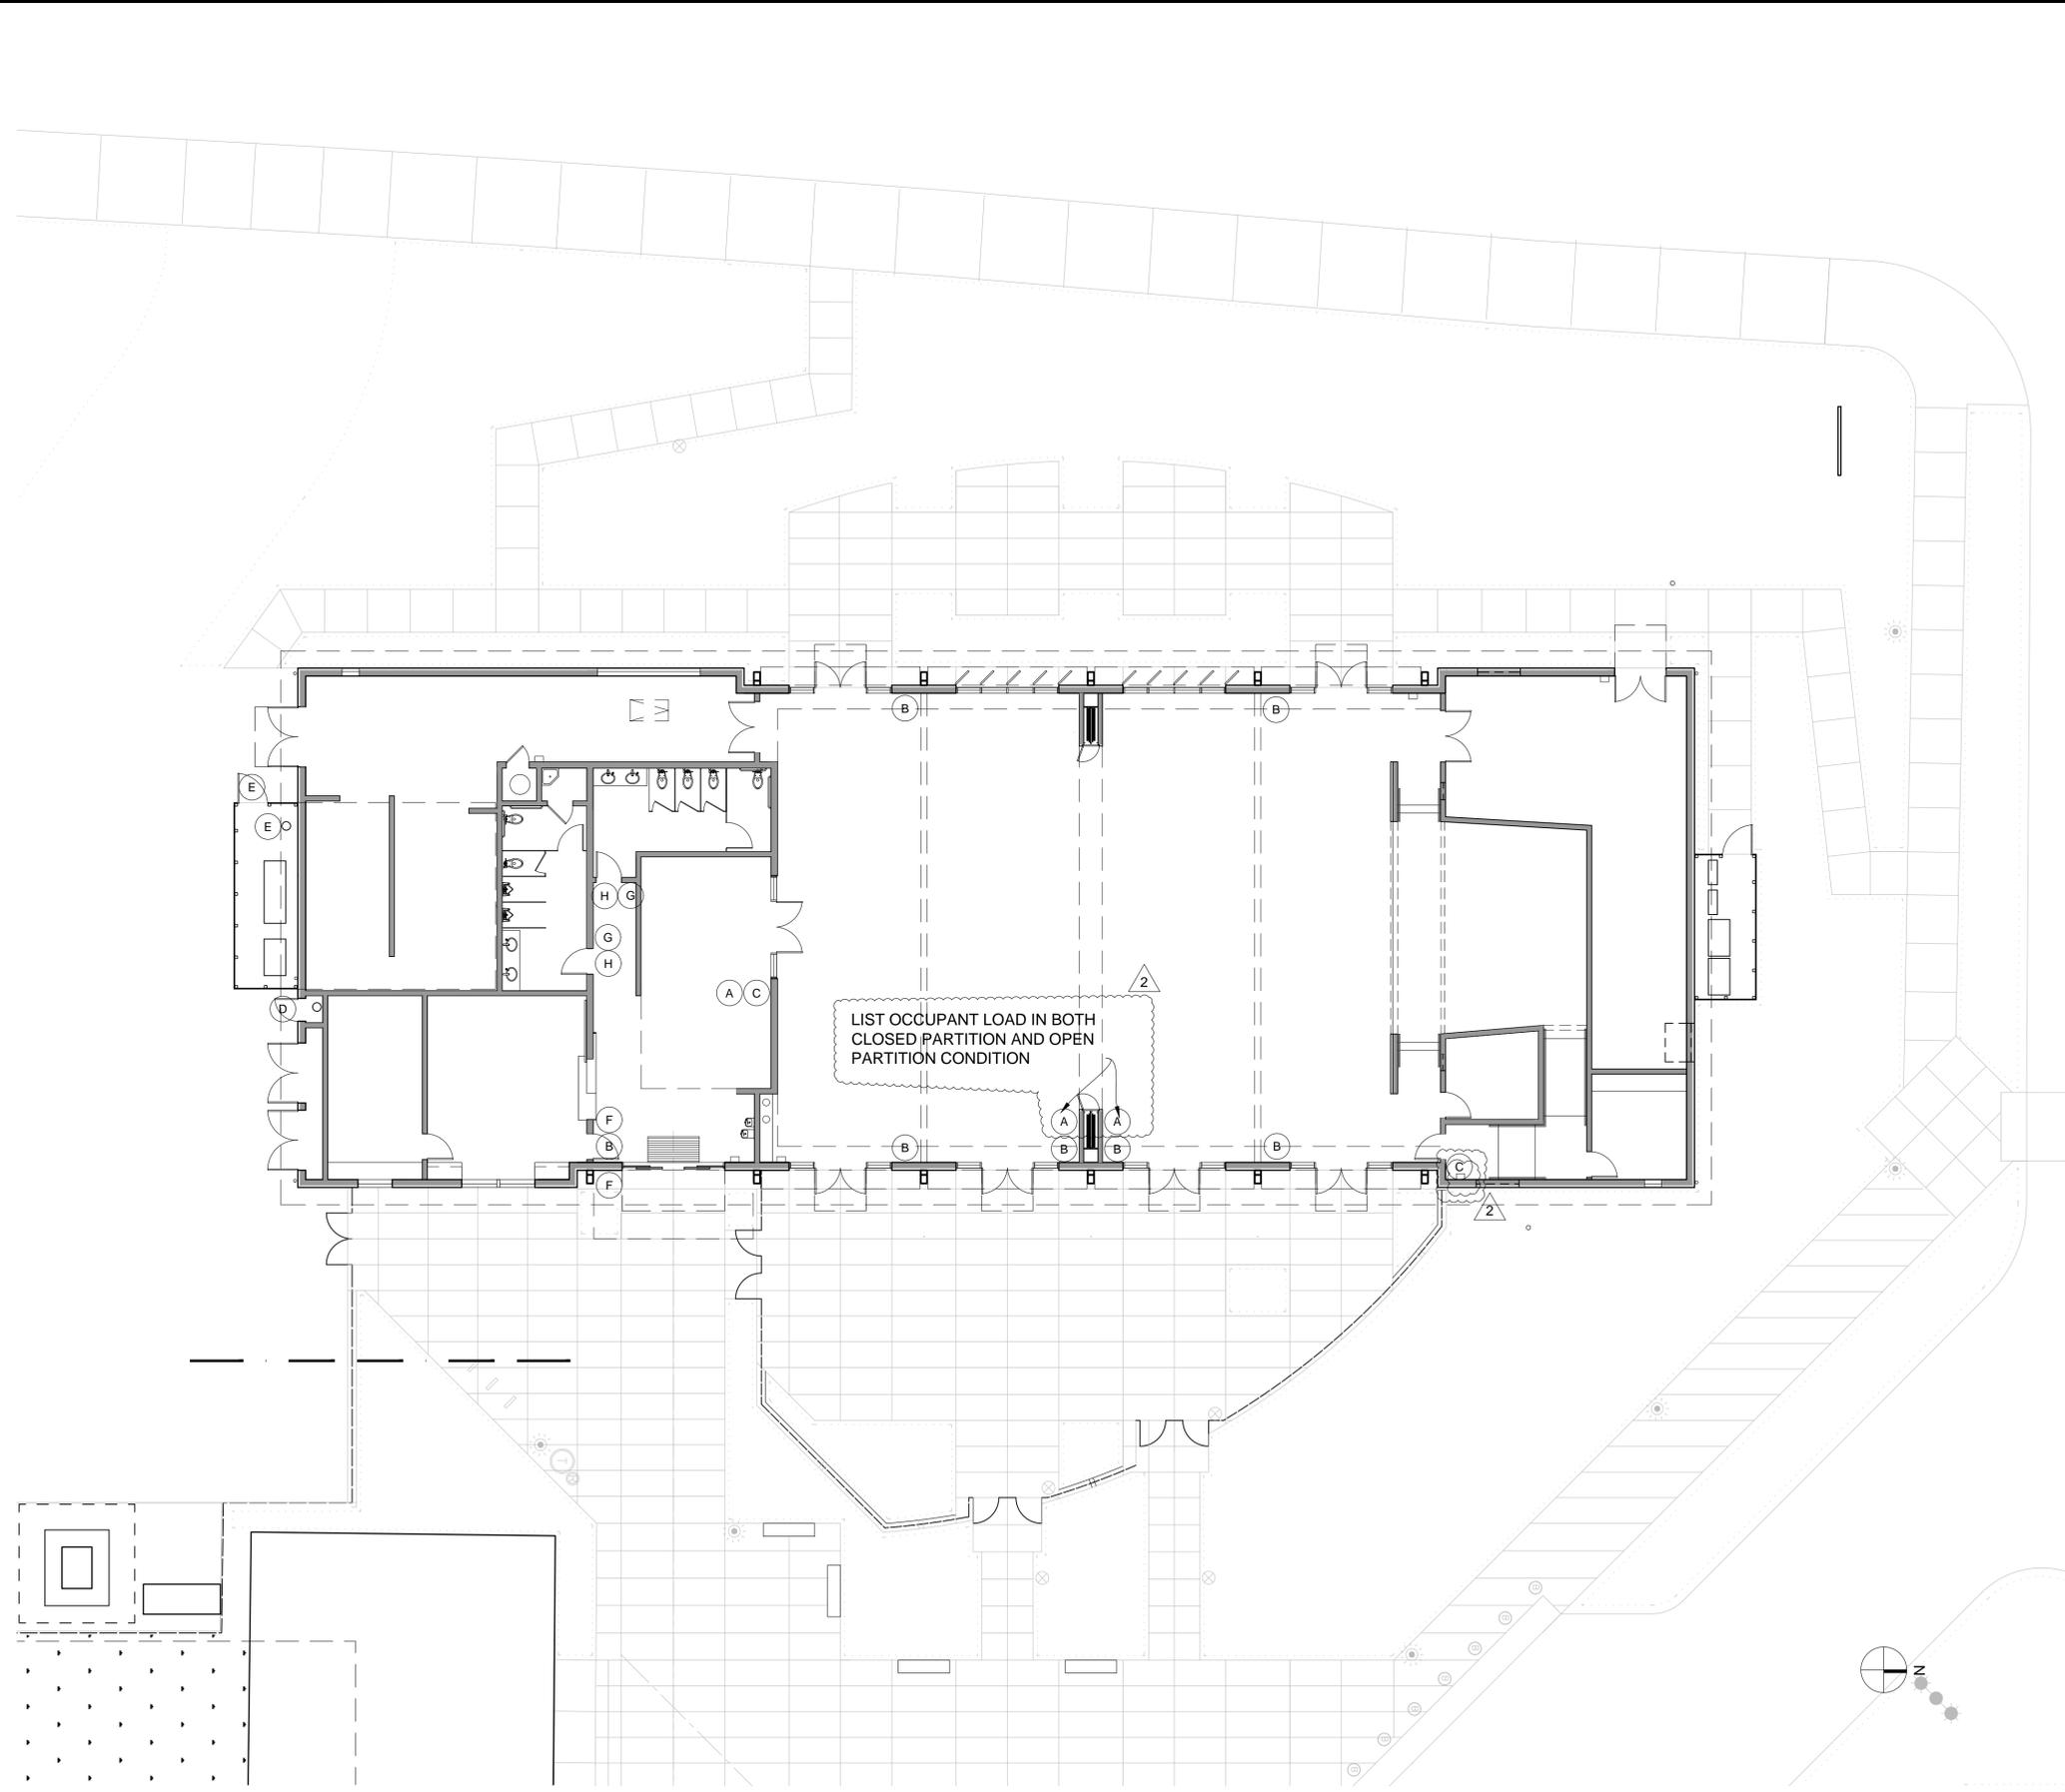 B
B
E
E
H
G
G
H
A
C
D
2
LIST OCCUPANT LOAD IN BOTH
CLOSED PARTITION AND OPEN
PARTITION CONDITION
F
A
A
B
B
B
B
B
B
C
F
2
N